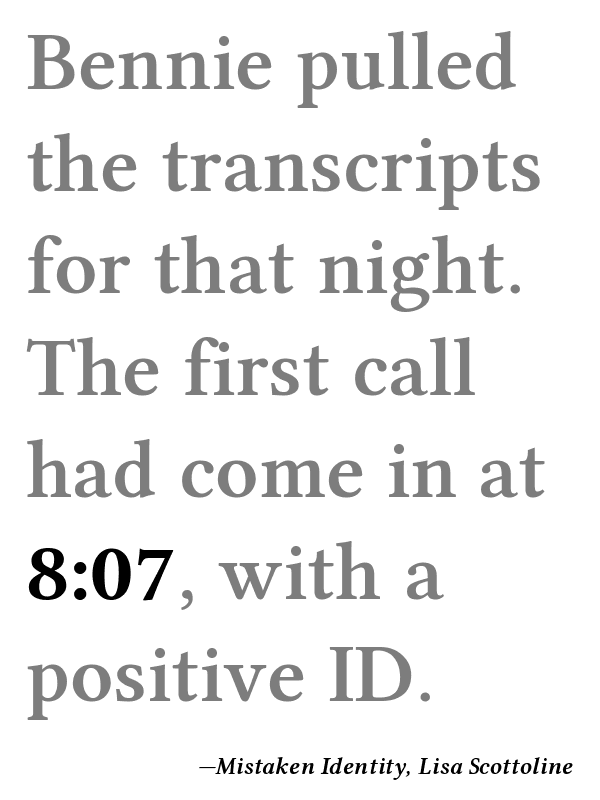 Bennie pulled
the transcripts
for that night.
The first call
had come in at
8:07, with a
positive ID.
—Mistaken Identity, Lisa Scottoline